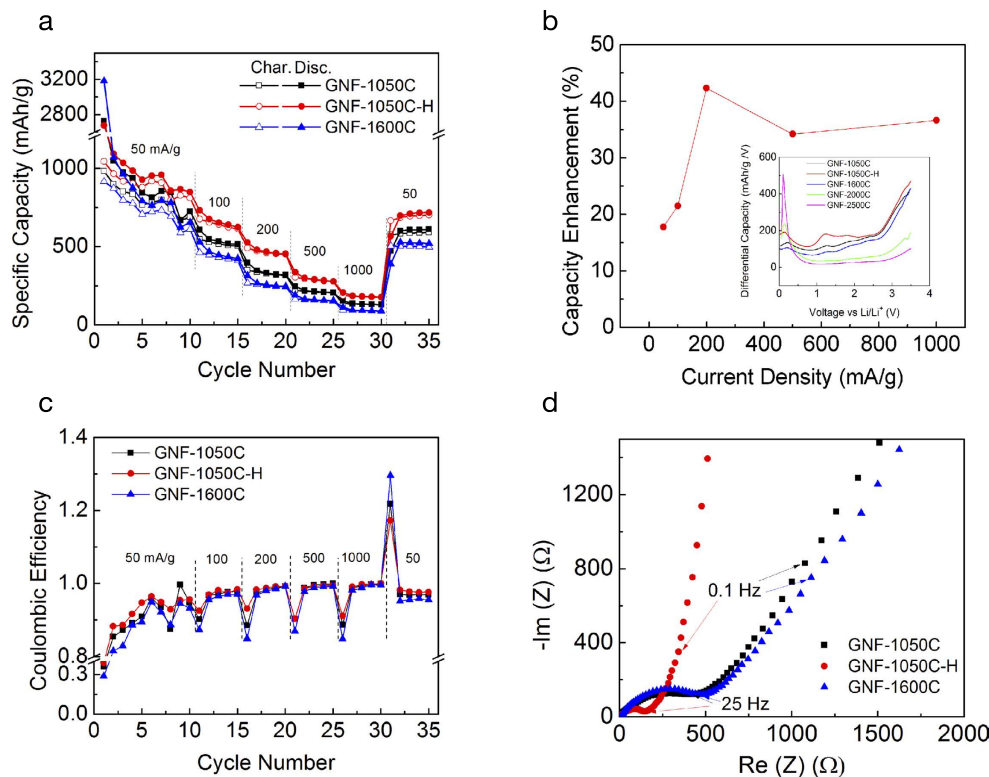 a
Specific Capacity (mAh/g)
3200
2800
1000
500
0
Char. Disc.
GNF-1050C
GNF-1050C-H
GNF-1600C
50 mA/g
100
200
500
1000
50
0 5 10 15 20 25 30 35
Cycle Number
b
Capacity Enhancement (%)
50
40
30
20
10
0
0 200 400 600 800 1000
Current Density (mA/g)
Differential Capacity (mAh/g /V)
600
400
200
0
GNF-1050C
GNF-1050C-H
GNF-1600C
GNF-2000C
GNF-2500C
0 1 2 3 4
Voltage vs Li/Li⁺ (V)
c
Coulombic Efficiency
1.4
1.2
1.0
0.8
0.3
0.0
GNF-1050C
GNF-1050C-H
GNF-1600C
50 mA/g
100
200
500
1000
50
0 5 10 15 20 25 30 35
Cycle Number
d
-Im (Z) (Ω)
1200
800
400
0
0.1 Hz
GNF-1050C
GNF-1050C-H
GNF-1600C
25 Hz
0 500 1000 1500 2000
Re (Z) (Ω)